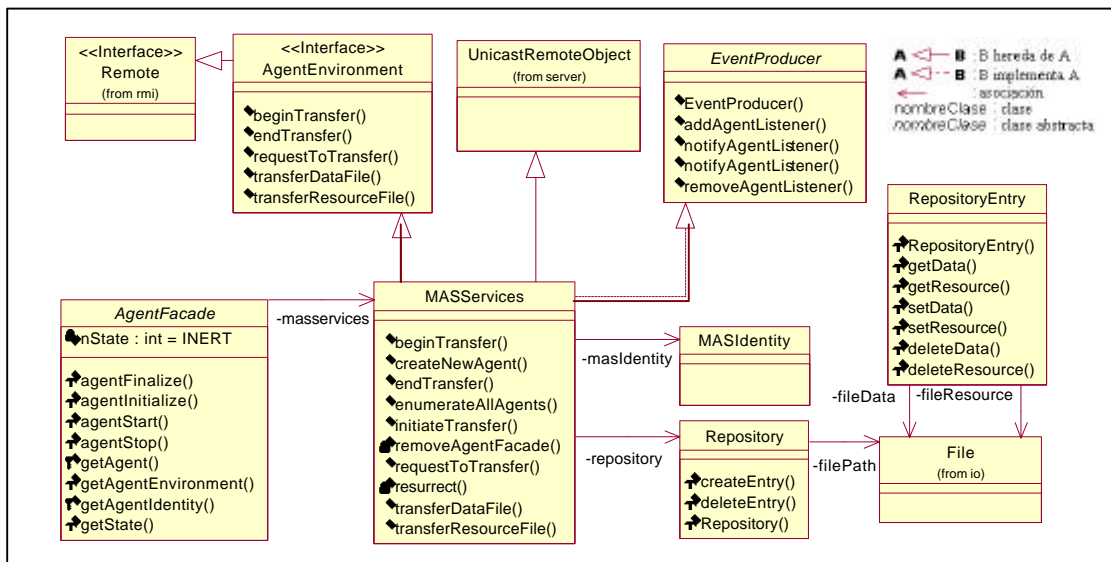 <<Interface>>
Remote
(from rmi)
<<Interface>>
AgentEnvironment
beginTransfer()
endTransfer()
requestToTransfer()
transferDataFile()
transferResourceFile()
UnicastRemoteObject
(from server)
EventProducer
EventProducer()
addAgentListener()
notifyAgentListener()
notifyAgentListener()
removeAgentListener()
A B : B hereda de A
A B : B implementa A
: asociación
nombreClase : clase
nombreClase : clase abstracta
RepositoryEntry
RepositoryEntry()
getData()
getResource()
setData()
setResource()
deleteData()
deleteResource()
AgentFacade
nState : int = INERT
agentFinalize()
agentInitialize()
agentStart()
agentStop()
getAgent()
getAgentEnvironment()
getAgentIdentity()
getState()
-masservices
MASServices
beginTransfer()
createNewAgent()
endTransfer()
enumerateAllAgents()
initiateTransfer()
removeAgentFacade()
requestToTransfer()
resurrect()
transferDataFile()
transferResourceFile()
-masIdentity
MASIdentity
-repository
Repository
createEntry()
deleteEntry()
Repository()
-fileData
-fileResource
-filePath
File
(from io)